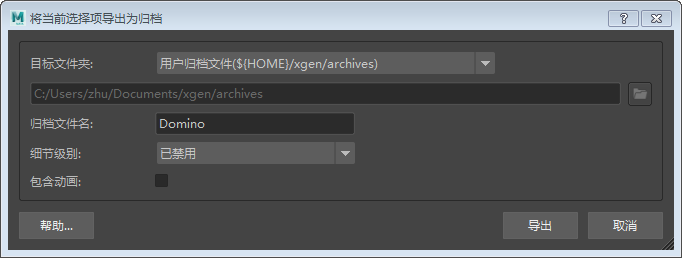 将当前选择项导出为归档
目标文件夹: 用户归档文件(${HOME}/xgen/archives)
C:/Users/zhu/Documents/xgen/archives
归档文件名: Domino
细节级别: 已禁用
包含动画:
帮助... 导出 取消